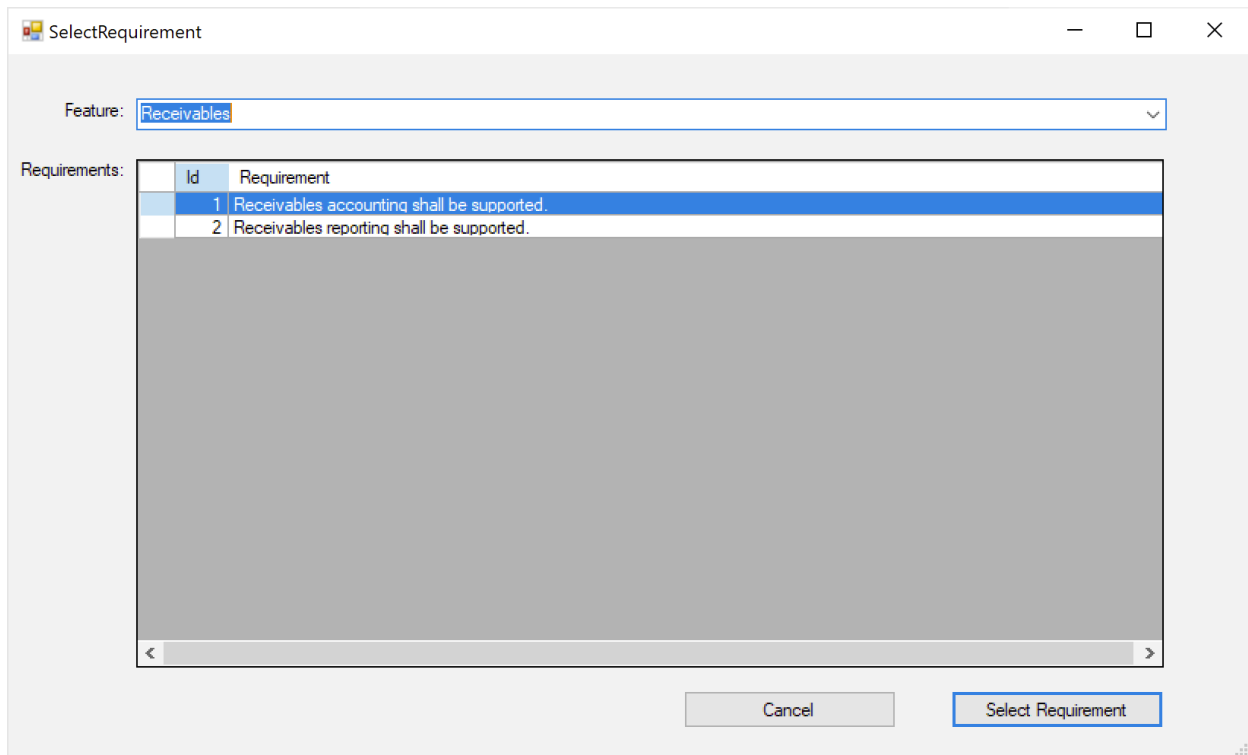 SelectRequirement
Feature: Receivables
Requirements: Id Requirement
1 Receivables accounting shall be supported.
2 Receivables reporting shall be supported.
Cancel Select Requirement